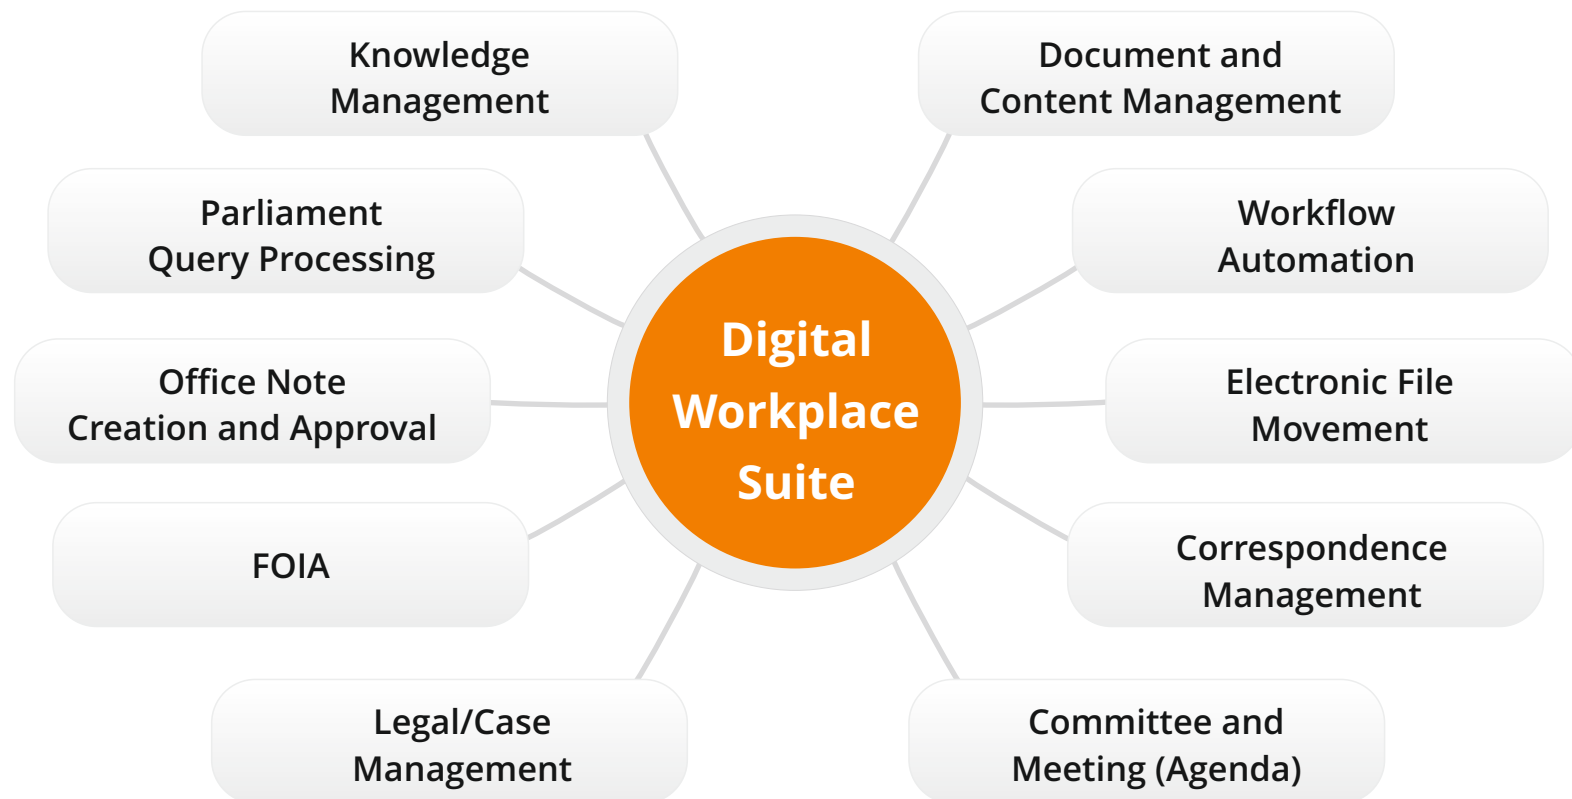 Knowledge
Management
Document and
Content Management
Parliament
Query Processing
Workflow
Automation
Digital
Workplace
Suite
Office Note
Creation and Approval
Electronic File
Movement
FOIA
Correspondence
Management
Legal/Case
Management
Committee and
Meeting (Agenda)